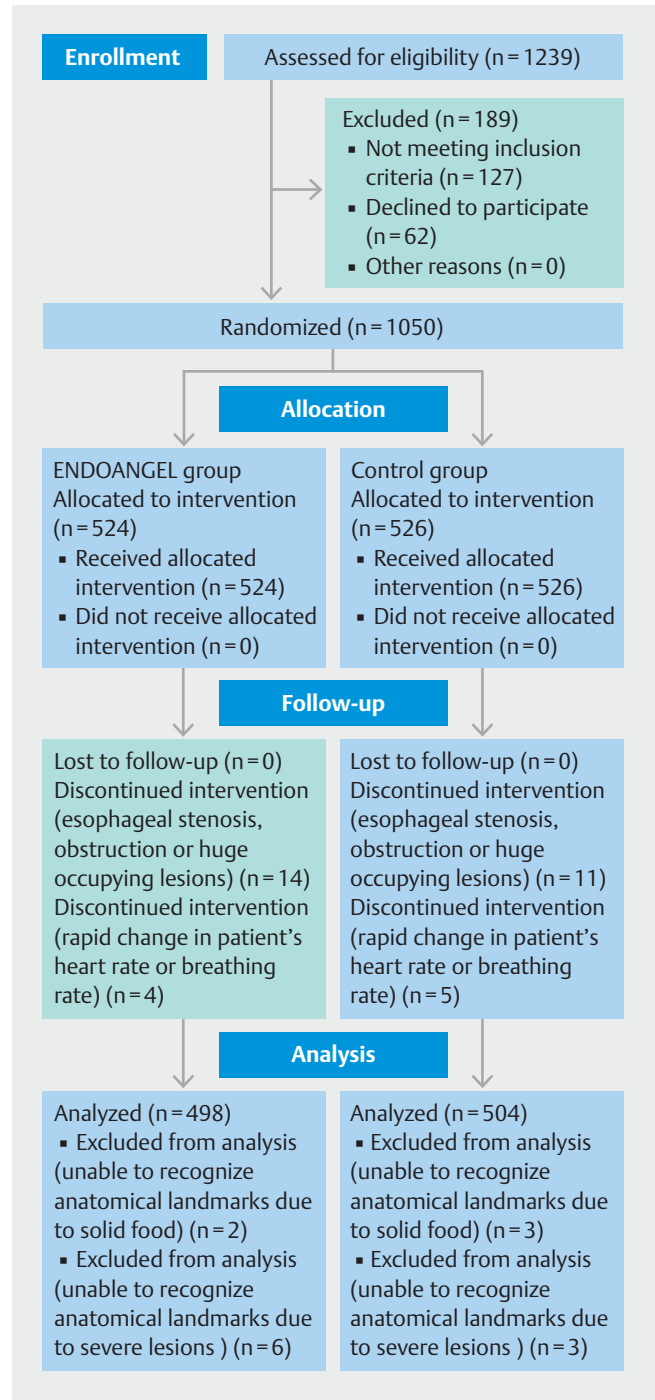 Enrollment
Assessed for eligibility (n = 1239)
Excluded (n = 189)
▪ Not meeting inclusion
criteria (n = 127)
▪ Declined to participate
(n = 62)
▪ Other reasons (n = 0)
Randomized (n = 1050)
Allocation
ENDOANGEL group
Allocated to intervention
(n = 524)
▪ Received allocated
intervention (n = 524)
▪ Did not receive allocated
intervention (n = 0)
Control group
Allocated to intervention
(n = 526)
▪ Received allocated
intervention (n = 526)
▪ Did not receive allocated
intervention (n = 0)
Follow-up
Lost to follow-up (n = 0)
Discontinued intervention
(esophageal stenosis,
obstruction or huge
occupying lesions) (n = 14)
Discontinued intervention
(rapid change in patient’s
heart rate or breathing
rate) (n = 4)
Lost to follow-up (n = 0)
Discontinued intervention
(esophageal stenosis,
obstruction or huge
occupying lesions) (n = 11)
Discontinued intervention
(rapid change in patient’s
heart rate or breathing
rate) (n = 5)
Analysis
Analyzed (n = 498)
▪ Excluded from analysis
(unable to recognize
anatomical landmarks due
to solid food) (n = 2)
▪ Excluded from analysis
(unable to recognize
anatomical landmarks due
to severe lesions ) (n = 6)
Analyzed (n = 504)
▪ Excluded from analysis
(unable to recognize
anatomical landmarks due
to solid food) (n = 3)
▪ Excluded from analysis
(unable to recognize
anatomical landmarks due
to severe lesions ) (n = 3)